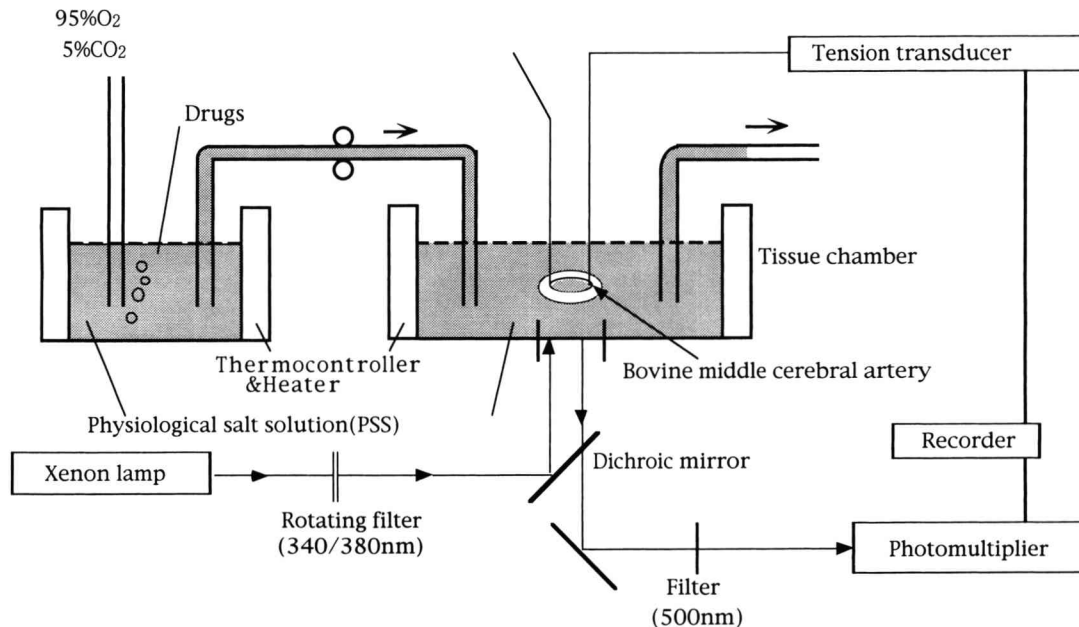 95%O₂
5%CO₂
Tension transducer
Drugs
Tissue chamber
Thermocontroller
&Heater
Bovine middle cerebral artery
Physiological salt solution(PSS)
Recorder
Xenon lamp
Dichroic mirror
Rotating filter
(340/380nm)
Photomultiplier
Filter
(500nm)